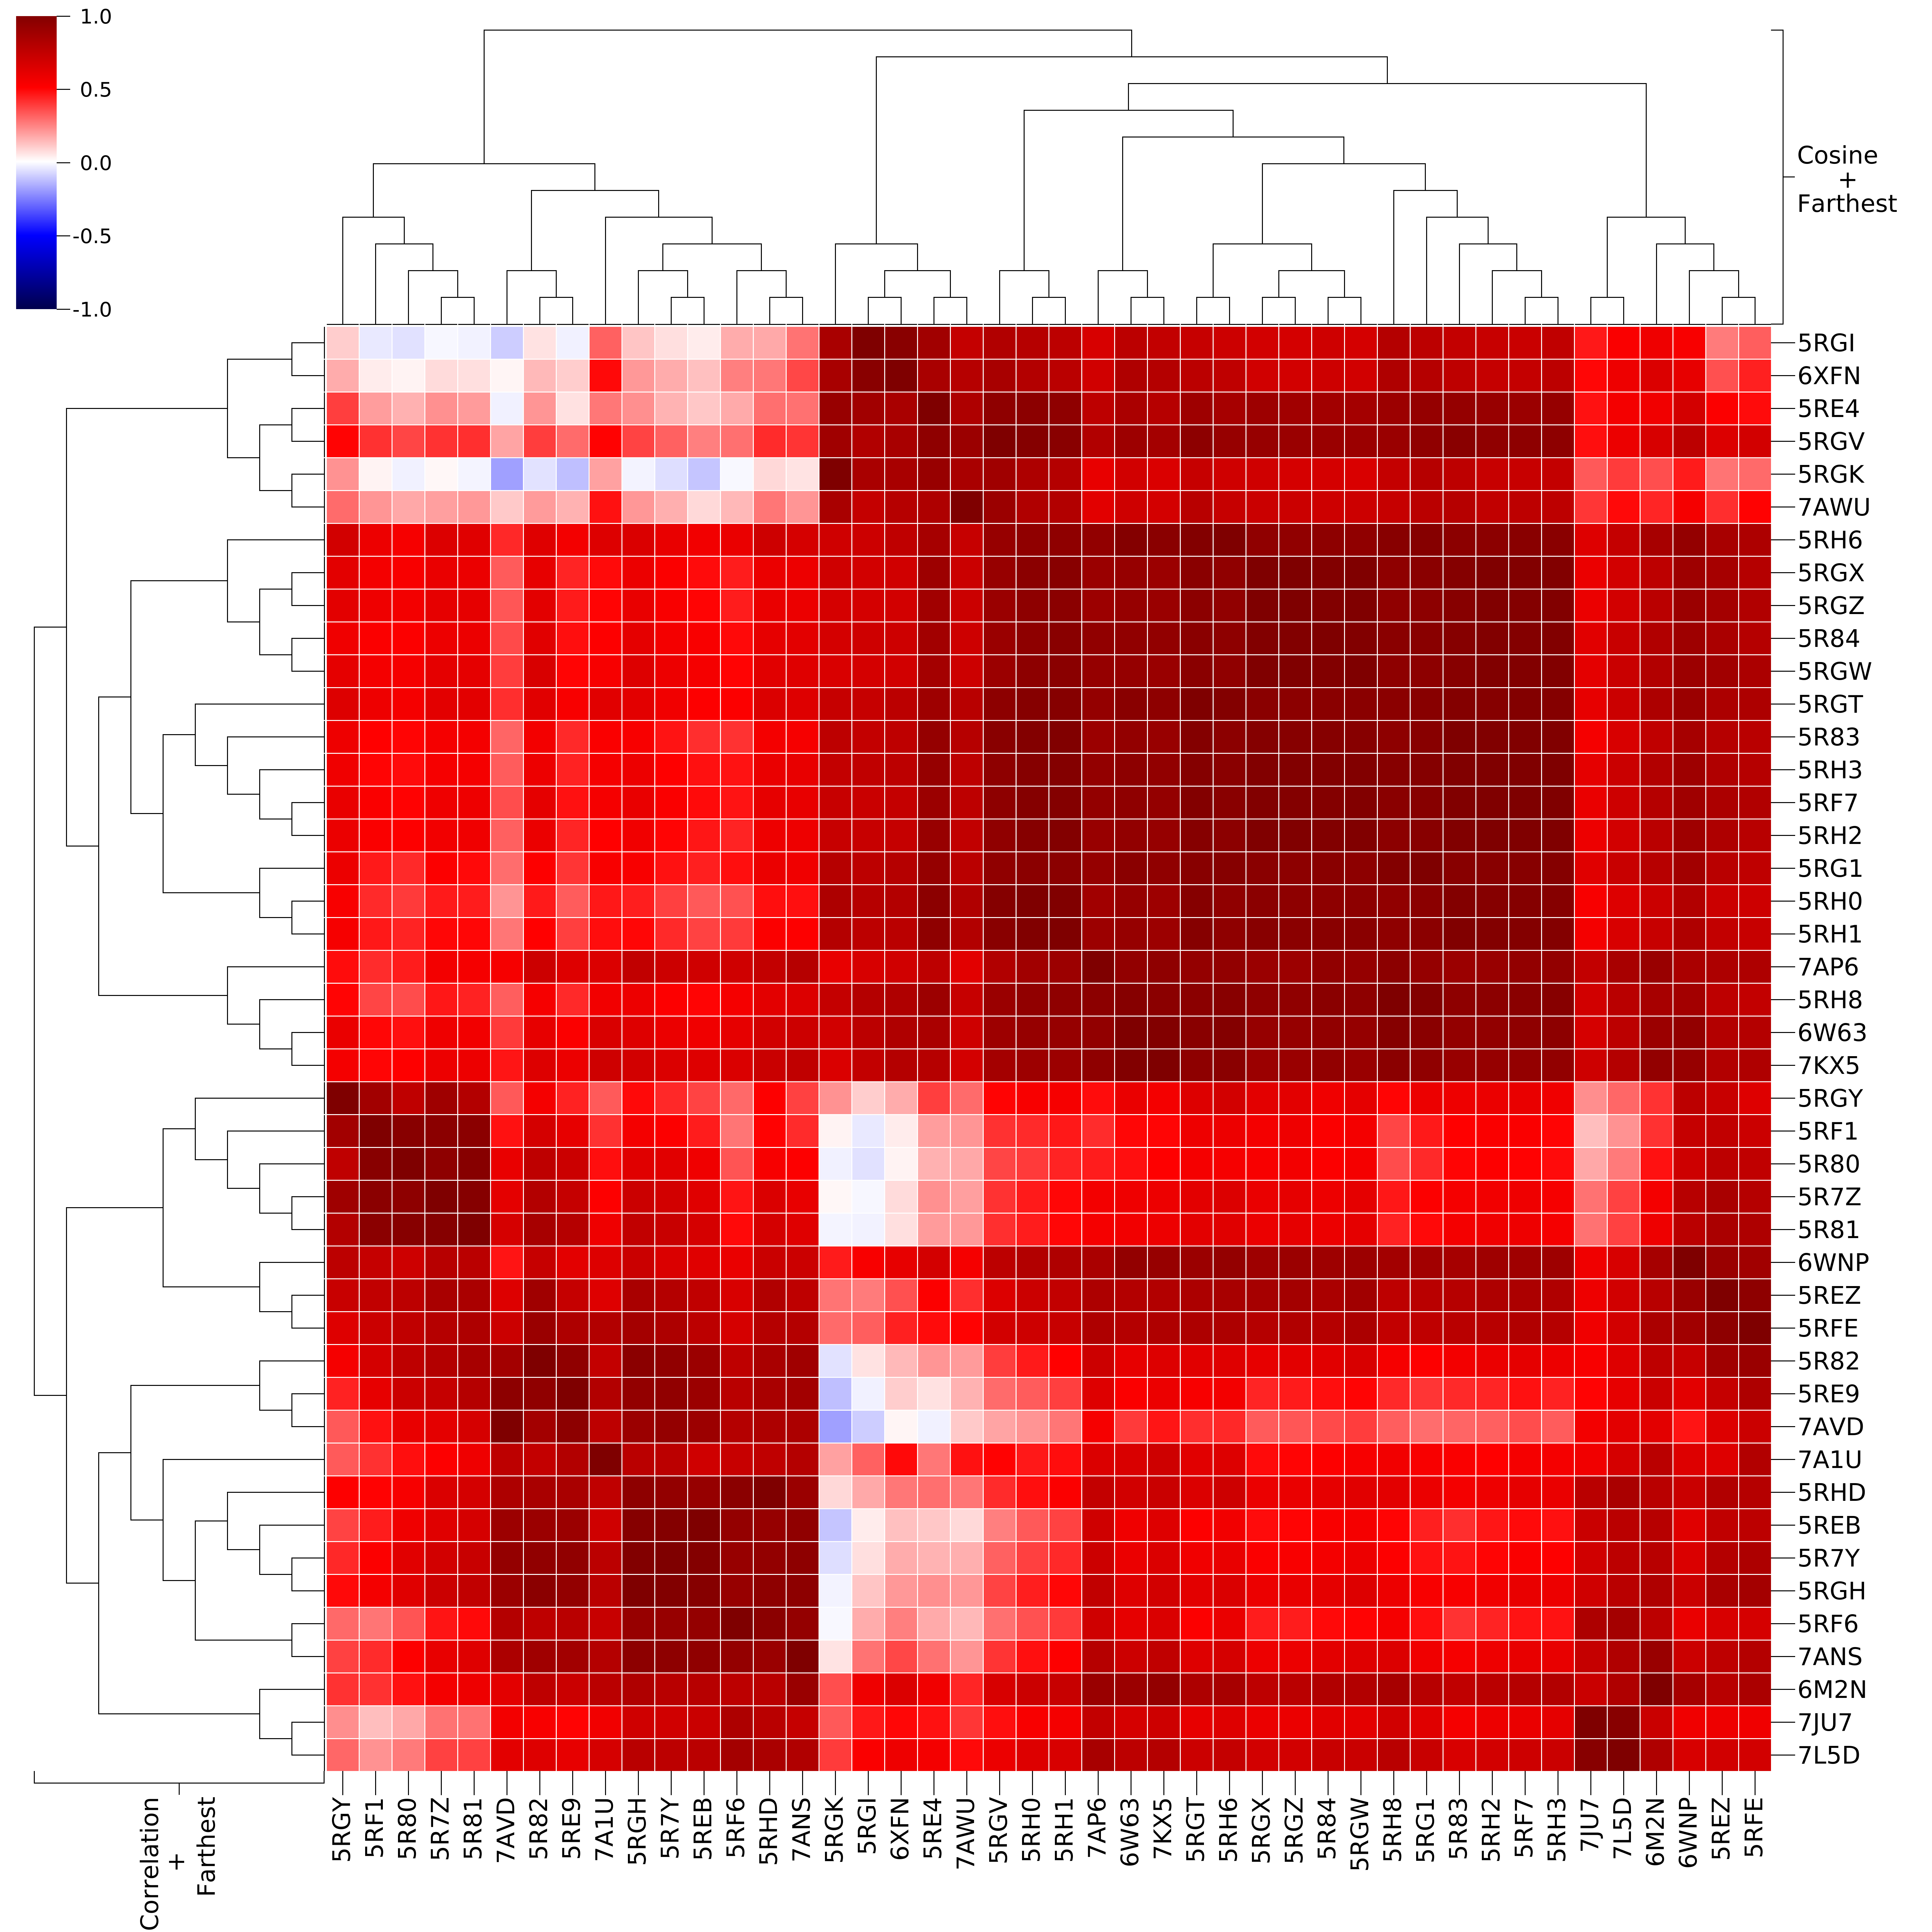 1.0
0.5
0.0
-0.5
-1.0
Cosine
+
Farthest
5RGI
6XFN
5RE4
5RGV
5RGK
7AWU
5RH6
5RGX
5RGZ
5R84
5RGW
5RGT
5R83
5RH3
5RF7
5RH2
5RG1
5RH0
5RH1
7AP6
5RH8
6W63
7KX5
5RGY
5RF1
5R80
5R7Z
5R81
6WNP
5REZ
5RFE
5R82
5RE9
7AVD
7A1U
5RHD
5REB
5R7Y
5RGH
5RF6
7ANS
6M2N
7JU7
7L5D
Correlation
+
Farthest
5RGY
5RF1
5R80
5R7Z
5R81
7AVD
5R82
5RE9
7A1U
5RGH
5R7Y
5REB
5RF6
5RHD
7ANS
5RGK
5RGI
6XFN
5RE4
7AWU
5RGV
5RH0
5RH1
7AP6
6W63
7KX5
5RGT
5RH6
5RGX
5RGZ
5R84
5RGW
5RH8
5RG1
5R83
5RH2
5RF7
5RH3
7JU7
7L5D
6M2N
6WNP
5REZ
5RFE